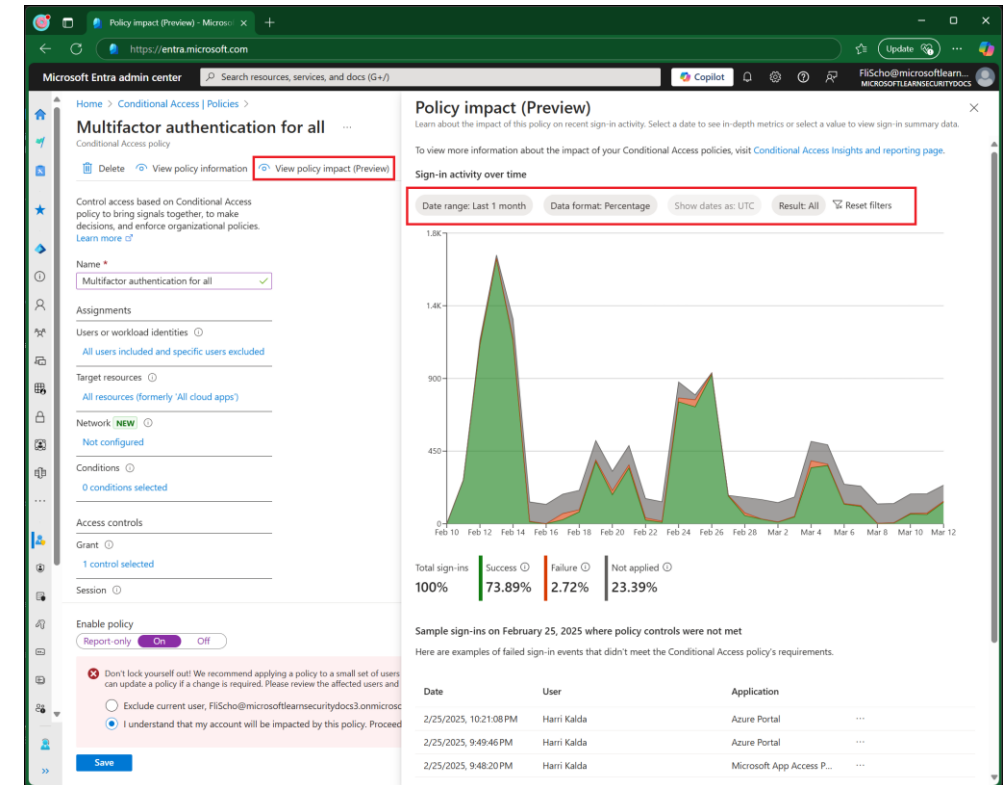 Policy impact (Preview) - Microsof
https://entra.microsoft.com
Update
Microsoft Entra admin center
Search resources, services, and docs (G+/)
Copilot
FliScho@microsoftlearn...
MICROSOFTLEARNSECURITYDOCS
Home > Conditional Access | Policies >
Multifactor authentication for all ...
Conditional Access policy
Delete View policy information View policy impact (Preview)
Control access based on Conditional Access
policy to bring signals together, to make
decisions, and enforce organizational policies.
Learn more
Name *
Multifactor authentication for all
Assignments
Users or workload identities
All users included and specific users excluded
Target resources
All resources (formerly 'All cloud apps')
Network NEW
Not configured
Conditions
0 conditions selected
Access controls
Grant
1 control selected
Session
Enable policy
Report-only On Off
Don't lock yourself out! We recommend applying a policy to a small set of users
can update a policy if a change is required. Please review the affected users and
Exclude current user, FliScho@microsoftlearnsecuritydocs3.onmicrosc
I understand that my account will be impacted by this policy. Proceed
Save
Policy impact (Preview)
Learn about the impact of this policy on recent sign-in activity. Select a date to see in-depth metrics or select a value to view sign-in summary data.
To view more information about the impact of your Conditional Access policies, visit Conditional Access Insights and reporting page.
Sign-in activity over time
Date range: Last 1 month Data format: Percentage Show dates as: UTC Result: All Reset filters
1.8K
1.4K
900
450
0
Feb 10 Feb 12 Feb 14 Feb 16 Feb 18 Feb 20 Feb 22 Feb 24 Feb 26 Feb 28 Mar 2 Mar 4 Mar 6 Mar 8 Mar 10 Mar 12
Total sign-ins Success Failure Not applied
100% 73.89% 2.72% 23.39%
Sample sign-ins on February 25, 2025 where policy controls were not met
Here are examples of failed sign-in events that didn't meet the Conditional Access policy's requirements.
Date User Application
2/25/2025, 10:21:08 PM Harri Kalda Azure Portal ...
2/25/2025, 9:49:46 PM Harri Kalda Azure Portal ...
2/25/2025, 9:48:20 PM Harri Kalda Microsoft App Access P... ...